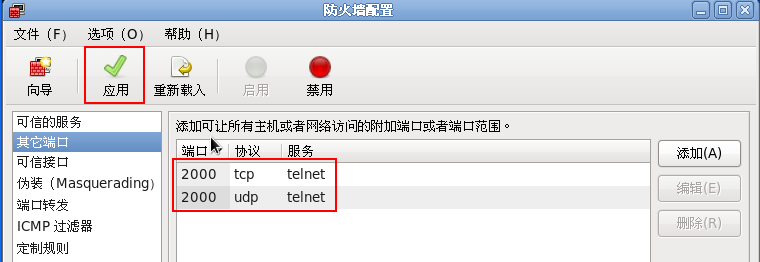 防火墙配置
文件（F） 选项（O） 帮助（H）
向导 应用 重新载入 启用 禁用
可信的服务
其它端口
可信接口
伪装（Masquerading）
端口转发
ICMP 过滤器
定制规则
添加可让所有主机或者网络访问的附加端口或者端口范围。
端口 协议 服务
2000 tcp telnet
2000 udp telnet
添加(A)
编辑(E)
删除(R)